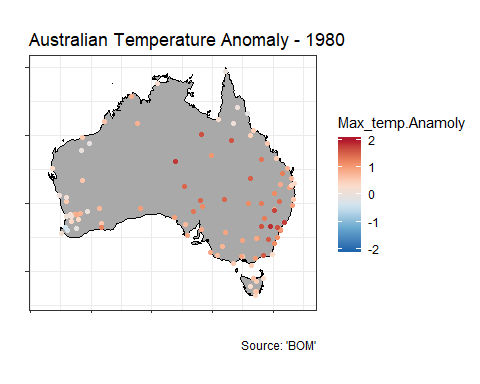 Australian Temperature Anomaly - 1980
Max_temp.Anamoly
2
1
0
-1
-2
Source: 'BOM'